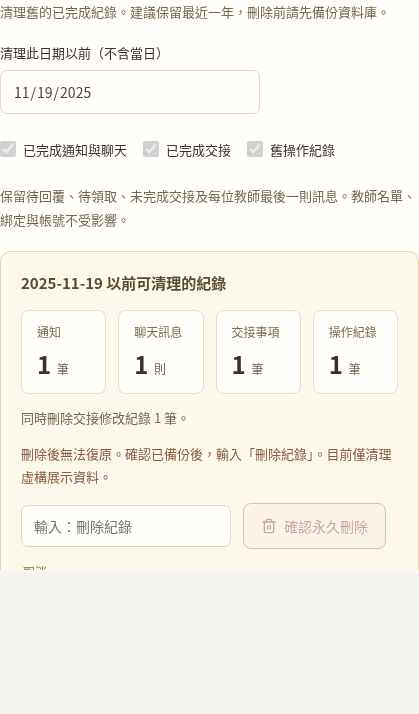 清理舊的已完成紀錄。建議保留最近一年，刪除前請先備份資料庫。
清理此日期以前（不含當日）
11/19/2025
已完成通知與聊天 已完成交接 舊操作紀錄
保留待回覆、待領取、未完成交接及每位教師最後一則訊息。教師名單、
綁定與帳號不受影響。
2025-11-19 以前可清理的紀錄
通知 聊天訊息 交接事項 操作紀錄
1 筆 1 則 1 筆 1 筆
同時刪除交接修改紀錄 1 筆。
刪除後無法復原。確認已備份後，輸入「刪除紀錄」。目前僅清理
虛構展示資料。
輸入：刪除紀錄 確認永久刪除